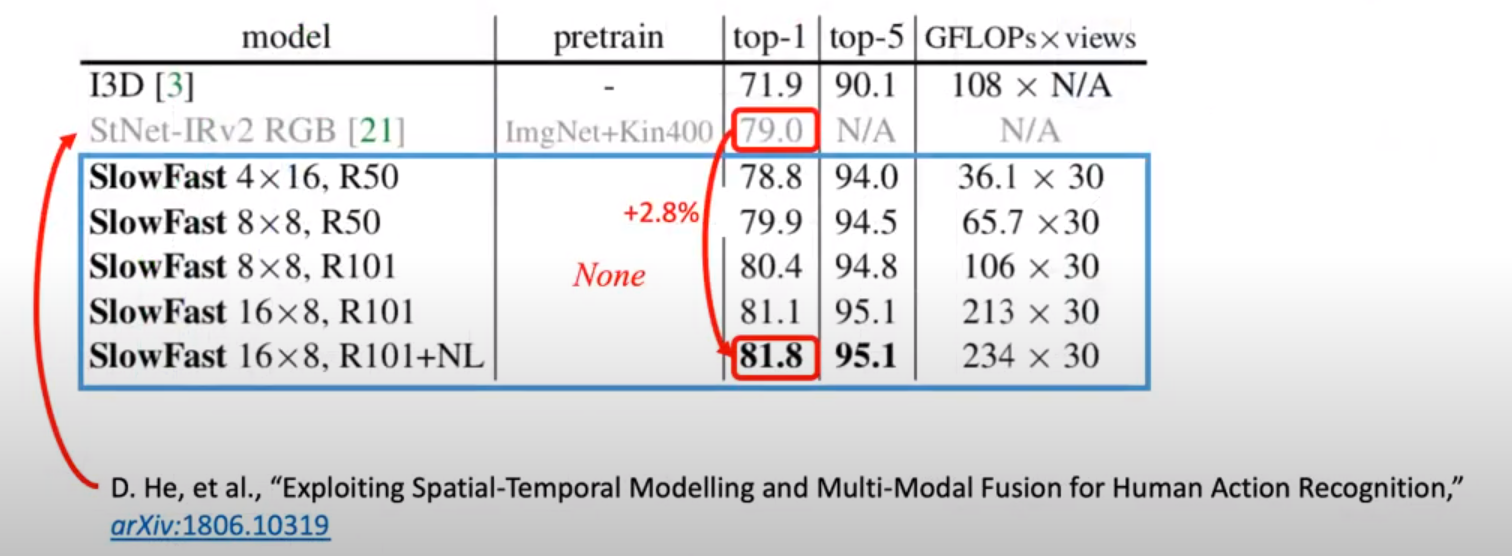 model pretrain top-1 top-5 GFLOPs×views
I3D [3] - 71.9 90.1 108 × N/A
StNet-IRv2 RGB [21] ImgNet+Kin400 79.0 N/A N/A
SlowFast 4×16, R50 78.8 94.0 36.1 × 30
SlowFast 8×8, R50 +2.8% 79.9 94.5 65.7 ×30
SlowFast 8×8, R101 None 80.4 94.8 106 × 30
SlowFast 16×8, R101 81.1 95.1 213 × 30
SlowFast 16×8, R101+NL 81.8 95.1 234 × 30
D. He, et al., “Exploiting Spatial-Temporal Modelling and Multi-Modal Fusion for Human Action Recognition,”
arXiv:1806.10319